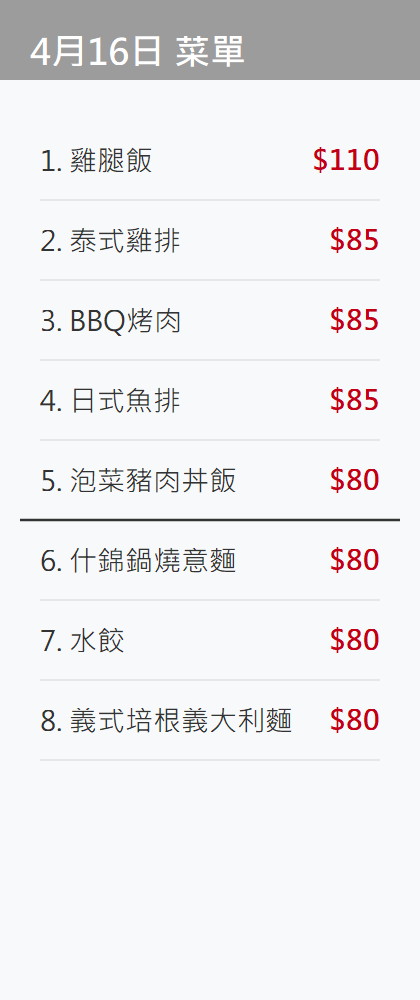 4月16日 菜單
1. 雞腿飯 $110
2. 泰式雞排 $85
3. BBQ烤肉 $85
4. 日式魚排 $85
5. 泡菜豬肉丼飯 $80
6. 什錦鍋燒意麵 $80
7. 水餃 $80
8. 義式培根義大利麵 $80